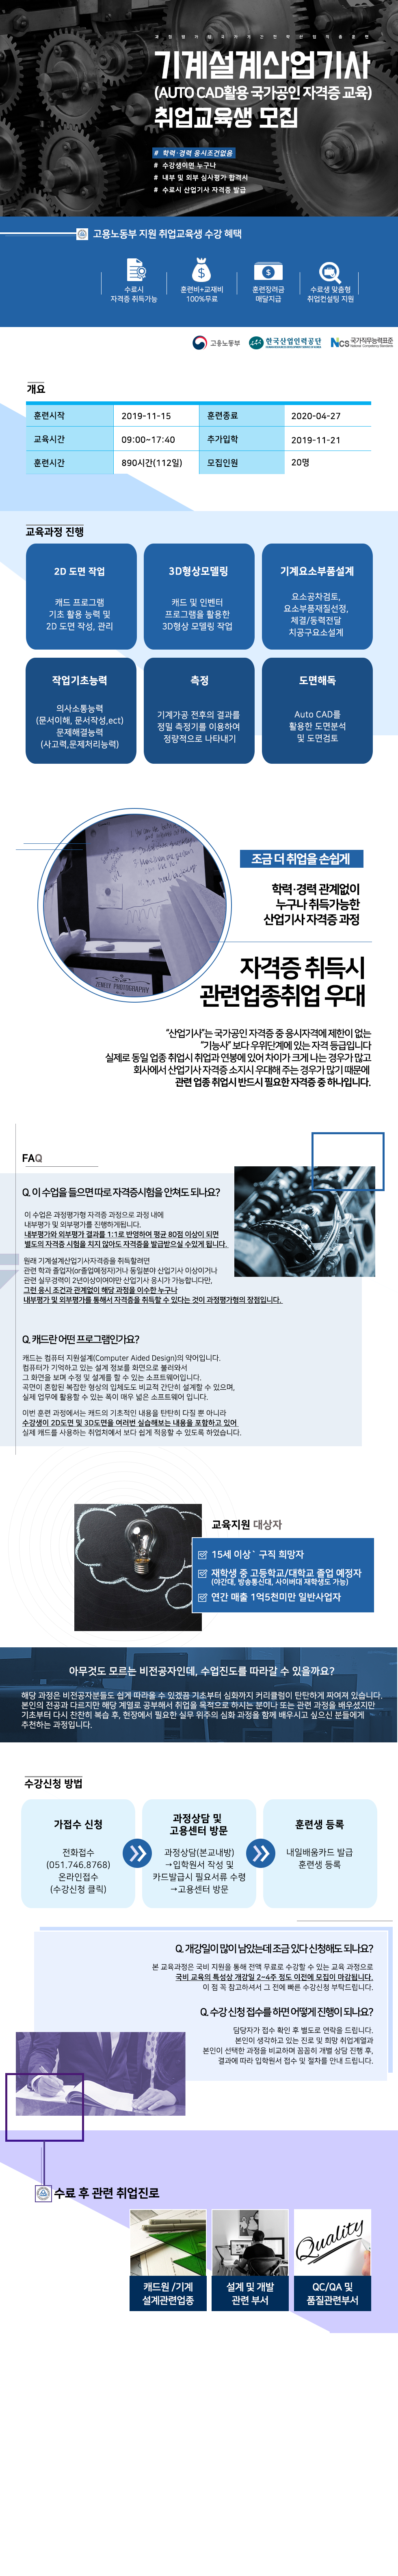 과 정 평 가 형 국 가 기 간 전 략 산 업 직 종 훈 련
기계설계산업기사
(AUTO CAD활용 국가공인 자격증 교육)
취업교육생 모집
# 학력·경력 응시조건없음
# 수강생이면 누구나
# 내부 및 외부 심사평가 합격시
# 수료시 산업기사 자격증 발급
고용노동부 지원 취업교육생 수강 혜택
수료시
자격증 취득가능
훈련비+교재비
100%무료
훈련장려금
매달지급
수료생 맞춤형
취업컨설팅 지원
고용노동부
한국산업인력공단
HUMAN RESOURCES DEVELOPMENT SERVICE OF KOREA
NCS 국가직무능력표준
National Competency Standards
개요
훈련시작 2019-11-15 훈련종료 2020-04-27
교육시간 09:00~17:40 추가입학 2019-11-21
훈련시간 890시간(112일) 모집인원 20명
교육과정 진행
2D 도면 작업
캐드 프로그램
기초 활용 능력 및
2D 도면 작성, 관리
3D형상모델링
캐드 및 인벤터
프로그램을 활용한
3D형상 모델링 작업
기계요소부품설계
요소공차검토,
요소부품재질선정,
체결/동력전달
치공구요소설계
작업기초능력
의사소통능력
(문서이해, 문서작성,ect)
문제해결능력
(사고력,문제처리능력)
측정
기계가공 전후의 결과를
정밀 측정기를 이용하여
정량적으로 나타내기
도면해독
Auto CAD를
활용한 도면분석
및 도면검토
조금 더 취업을 손쉽게
학력·경력 관계없이
누구나 취득가능한
산업기사 자격증 과정
자격증 취득시
관련업종취업 우대
"산업기사"는 국가공인 자격증 중 응시자격에 제한이 없는
"기능사" 보다 우위단계에 있는 자격 등급입니다
실제로 동일 업종 취업시 취업과 연봉에 있어 차이가 크게 나는 경우가 많고
회사에서 산업기사 자격증 소지시 우대해 주는 경우가 많기 때문에
관련 업종 취업시 반드시 필요한 자격증 중 하나입니다.
FAQ
Q. 이 수업을 들으면 따로 자격증시험을 안쳐도 되나요?
이 수업은 과정평가형 자격증 과정으로 과정 내에
내부평가 및 외부평가를 진행하게됩니다.
내부평가와 외부평가 결과를 1:1로 반영하여 평균 80점 이상이 되면
별도의 자격증 시험을 치지 않아도 자격증을 발급받으실 수있게 됩니다.
원래 기계설계산업기사자격증을 취득할려면
관련 학과 졸업자(or졸업예정자)거나 동일분야 산업기사 이상이거나
관련 실무경력이 2년이상이여야만 산업기사 응시가 가능합니다만,
그런 응시 조건과 관계없이 해당 과정을 이수한 누구나
내부평가 및 외부평가를 통해서 자격증을 취득할 수 있다는 것이 과정평가형의 장점입니다.
Q. 캐드란 어떤 프로그램인가요?
캐드는 컴퓨터 지원설계(Computer Aided Design)의 약어입니다.
컴퓨터가 기억하고 있는 설계 정보를 화면으로 불러와서
그 화면을 보며 수정 및 설계를 할 수 있는 소프트웨어입니다.
곡면이 혼합된 복잡한 형상의 입체도도 비교적 간단히 설계할 수 있으며,
실제 업무에 활용할 수 있는 폭이 매우 넓은 소프트웨어 입니다.
이번 훈련 과정에서는 캐드의 기초적인 내용을 탄탄히 다질 뿐 아니라
수강생이 2D도면 및 3D도면을 여러번 실습해보는 내용을 포함하고 있어
실제 캐드를 사용하는 취업처에서 보다 쉽게 적응할 수 있도록 하였습니다.
교육지원 대상자
15세 이상` 구직 희망자
재학생 중 고등학교/대학교 졸업 예정자
(야간대, 방송통신대, 사이버대 재학생도 가능)
연간 매출 1억5천미만 일반사업자
아무것도 모르는 비전공자인데, 수업진도를 따라갈 수 있을까요?
해당 과정은 비전공자분들도 쉽게 따라올 수 있겠끔 기초부터 심화까지 커리큘럼이 탄탄하게 짜여져 있습니다.
본인의 전공과 다르지만 해당 계열로 공부해서 취업을 목적으로 하시는 분이나 또는 관련 과정을 배우셨지만
기초부터 다시 찬찬히 복습 후, 현장에서 필요한 실무 위주의 심화 과정을 함께 배우시고 싶으신 분들에게
추천하는 과정입니다.
수강신청 방법
가접수 신청
전화접수
(051.746.8768)
온라인접수
(수강신청 클릭)
과정상담 및
고용센터 방문
과정상담(본교내방)
→입학원서 작성 및
카드발급시 필요서류 수령
→고용센터 방문
훈련생 등록
내일배움카드 발급
훈련생 등록
Q. 개강일이 많이 남았는데 조금 있다 신청해도 되나요?
본 교육과정은 국비 지원을 통해 전액 무료로 수강할 수 있는 교육 과정으로
국비 교육의 특성상 개강일 2~4주 정도 이전에 모집이 마감됩니다.
이 점 꼭 참고하셔서 그 전에 빠른 수강신청 부탁드립니다.
Q. 수강 신청 접수를 하면 어떻게 진행이 되나요?
담당자가 접수 확인 후 별도로 연락을 드립니다.
본인이 생각하고 있는 진로 및 희망 취업계열과
본인이 선택한 과정을 비교하며 꼼꼼히 개별 상담 진행 후,
결과에 따라 입학원서 접수 및 절차를 안내 드립니다.
수료 후 관련 취업진로
Quality
캐드원 /기계
설계관련업종
설계 및 개발
관련 부서
QC/QA 및
품질관련부서